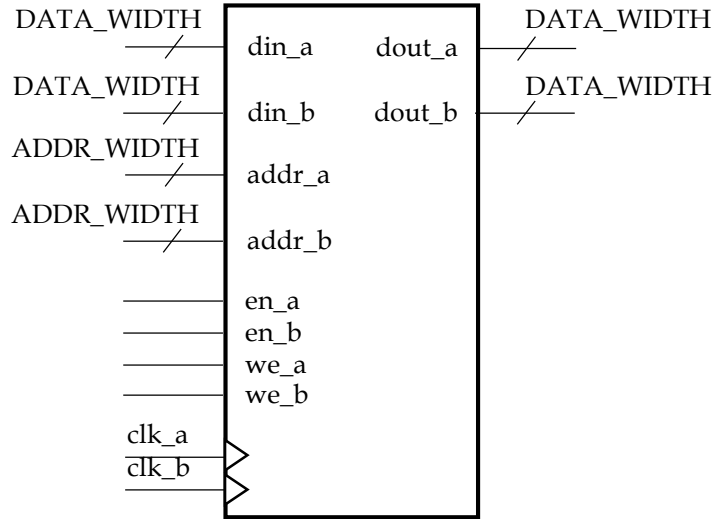 DATA_WIDTH DATA_WIDTH
din_a dout_a
DATA_WIDTH DATA_WIDTH
din_b dout_b
ADDR_WIDTH
addr_a
ADDR_WIDTH
addr_b
en_a
en_b
we_a
we_b
clk_a
clk_b